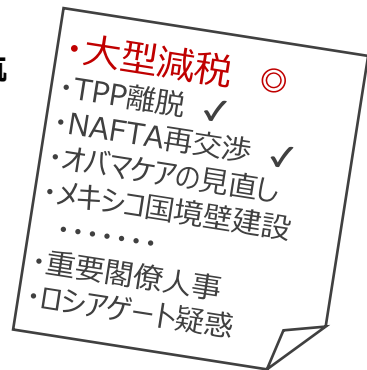 ・大型減税 ◎
・TPP離脱 ✓
・NAFTA再交渉 ✓
・オバマケアの見直し
・メキシコ国境壁建設
・・・・・・・
・重要閣僚人事
・ロシアゲート疑惑